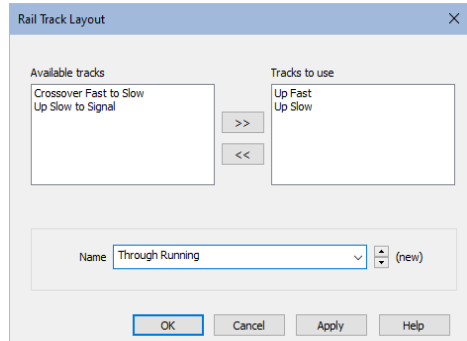 Rail Track Layout
Available tracks
Crossover Fast to Slow
Up Slow to Signal
>>
<<
Tracks to use
Up Fast
Up Slow
Name Through Running (new)
OK Cancel Apply Help